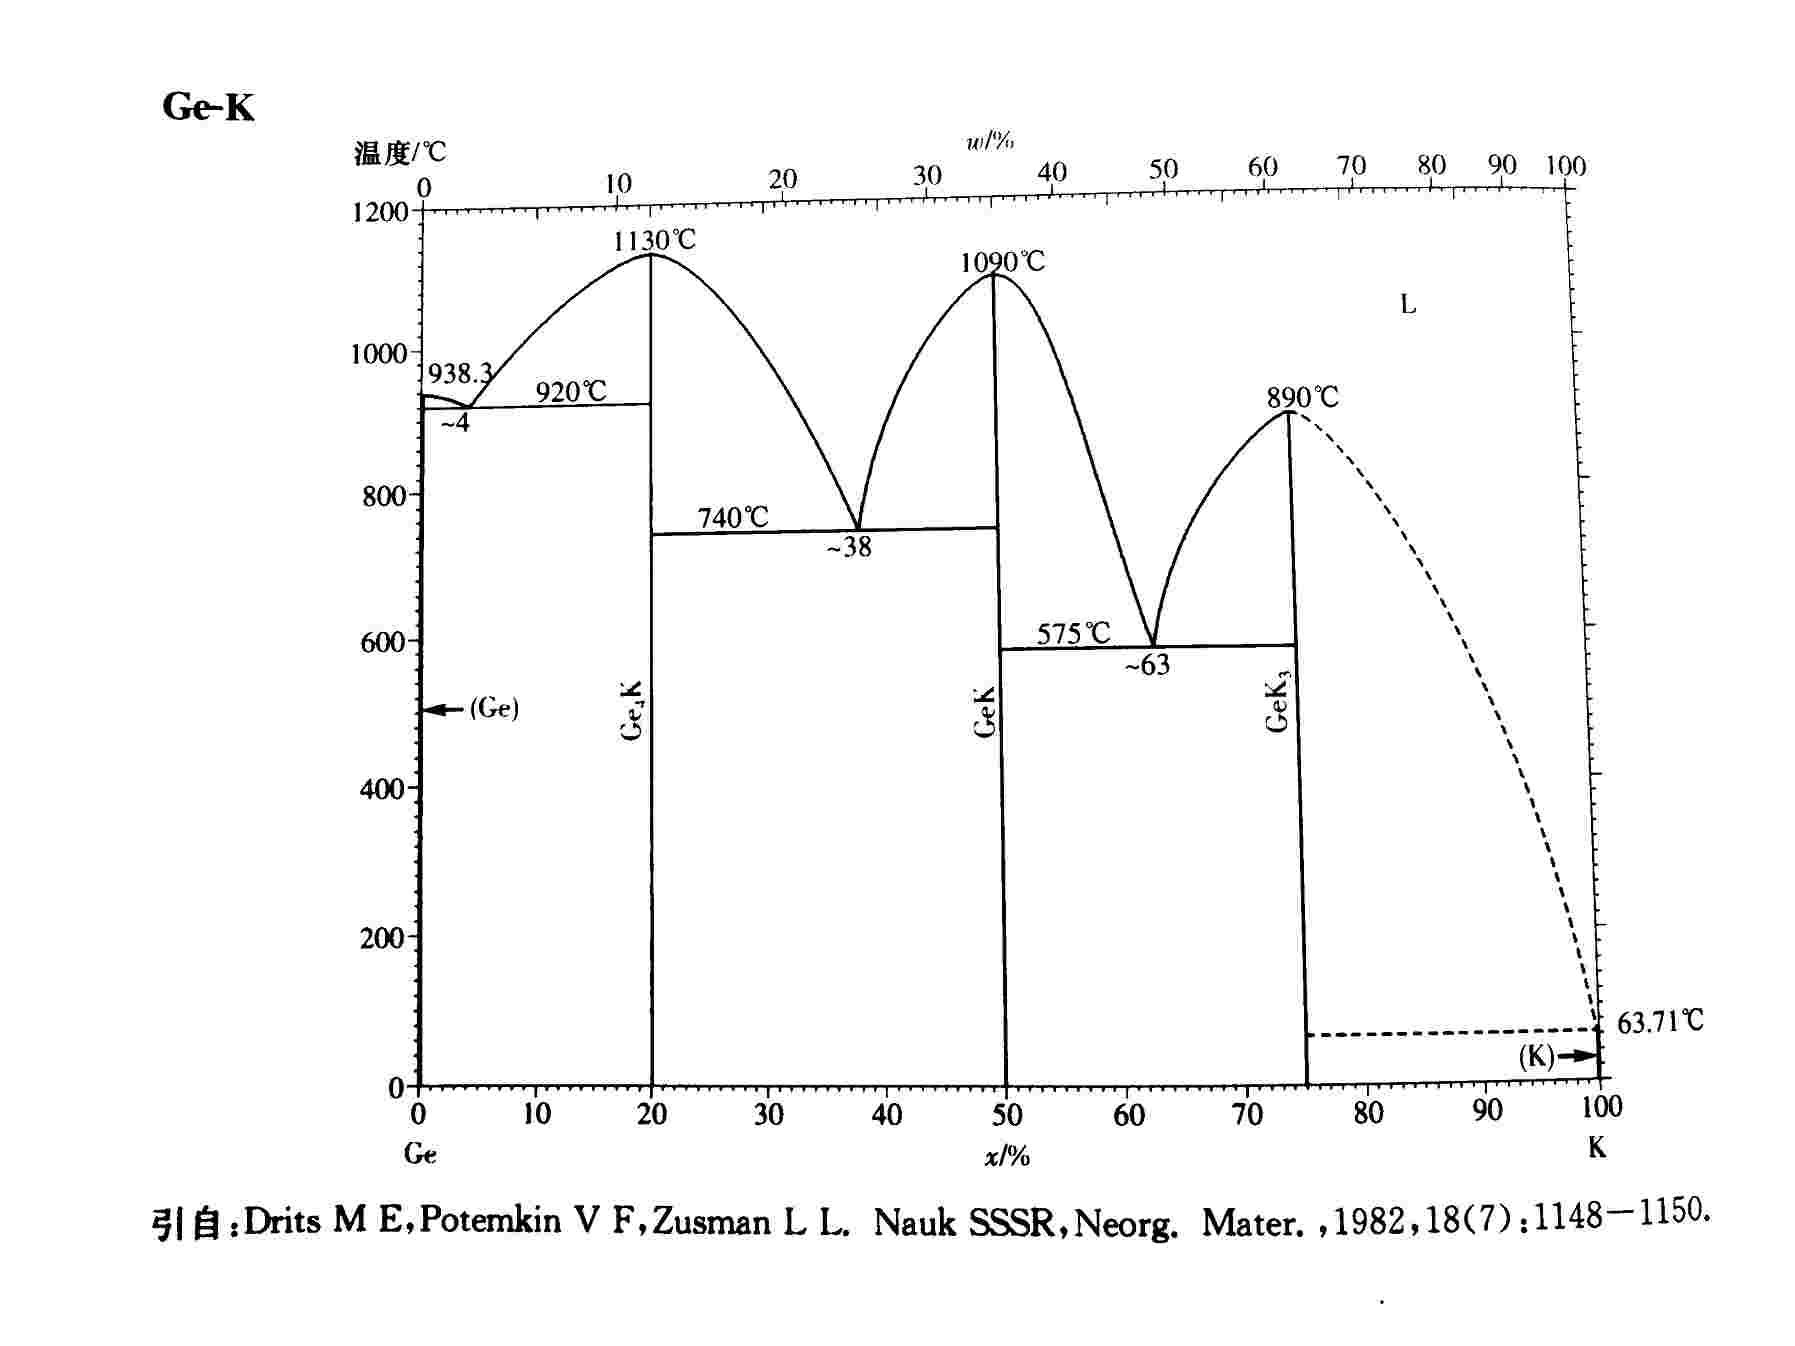 Ge-K
温度/℃
w/%
0 10 20 30 40 50 60 70 80 90 100
1200
1130℃
1090℃
L
1000
938.3
920℃
890℃
~4
800
740℃
~38
600
575℃
~63
(Ge)
Ge₄K
GeK
GeK₃
400
200
63.71℃
(K)
0
0 10 20 30 40 50 60 70 80 90 100
Ge
x/%
K
引自:Drits M E,Potemkin V F,Zusman L L. Nauk SSSR,Neorg. Mater. ,1982,18(7):1148—1150.